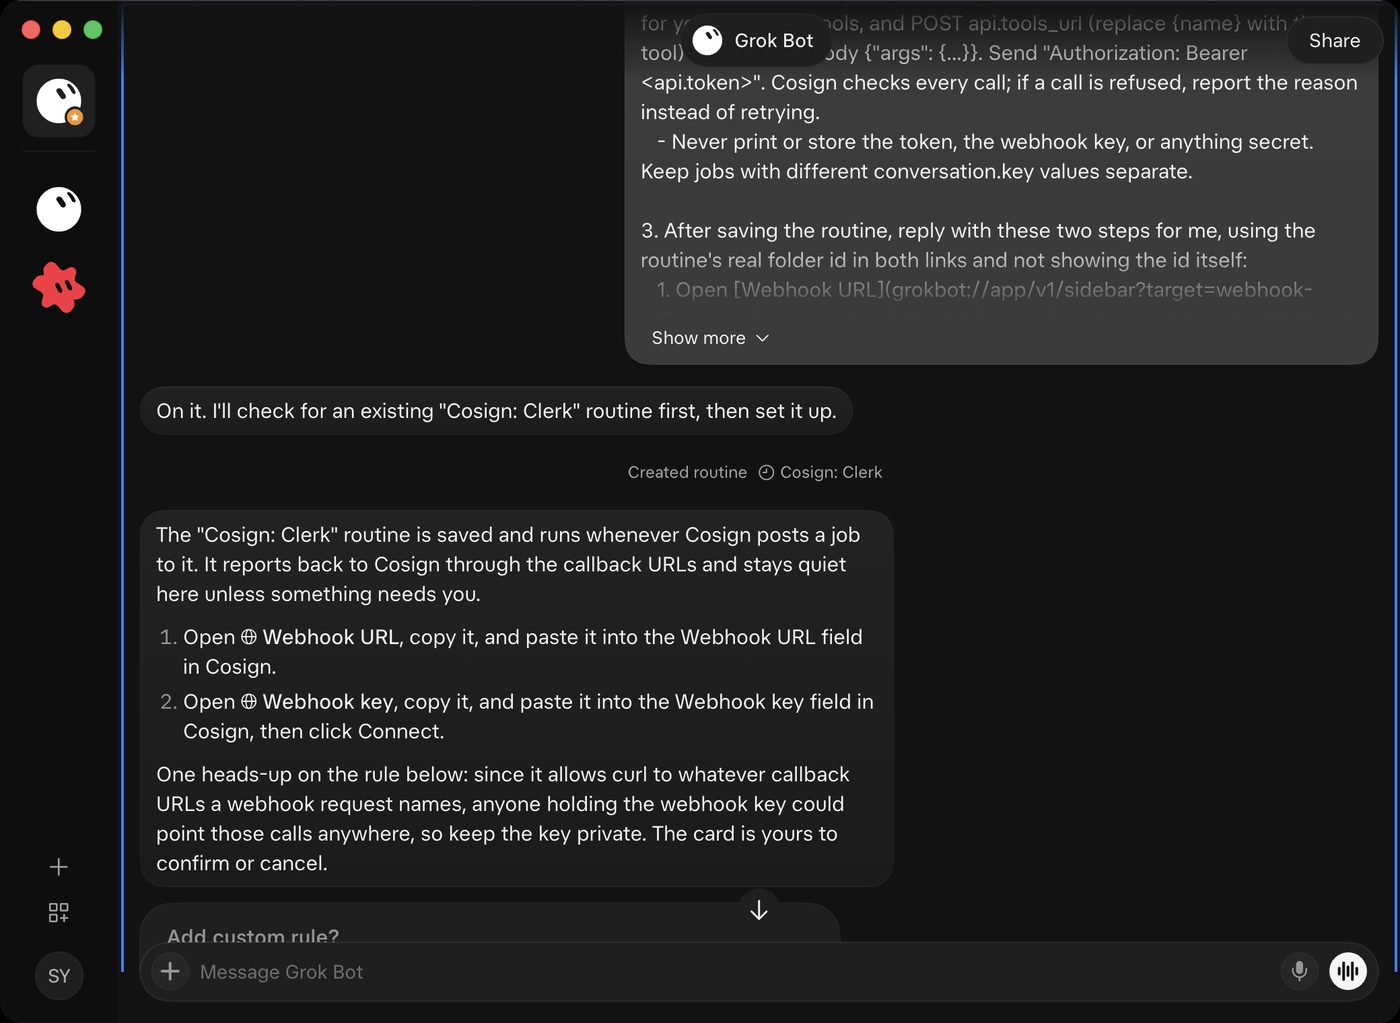 for yo
ools, and POST api.tools_url (replace {name} with the
Grok Bot
Share
tool)
ody {"args": {...}}. Send "Authorization: Bearer
<api.token>". Cosign checks every call; if a call is refused, report the reason
instead of retrying.
- Never print or store the token, the webhook key, or anything secret.
Keep jobs with different conversation.key values separate.
3. After saving the routine, reply with these two steps for me, using the
routine's real folder id in both links and not showing the id itself:
1. Open [Webhook URL](grokbot://app/v1/sidebar?target=webhook-
Show more
On it. I'll check for an existing "Cosign: Clerk" routine first, then set it up.
Created routine Cosign: Clerk
The "Cosign: Clerk" routine is saved and runs whenever Cosign posts a job
to it. It reports back to Cosign through the callback URLs and stays quiet
here unless something needs you.
1. Open Webhook URL, copy it, and paste it into the Webhook URL field
in Cosign.
2. Open Webhook key, copy it, and paste it into the Webhook key field in
Cosign, then click Connect.
One heads-up on the rule below: since it allows curl to whatever callback
URLs a webhook request names, anyone holding the webhook key could
point those calls anywhere, so keep the key private. The card is yours to
confirm or cancel.
Add custom rule?
Message Grok Bot
SY